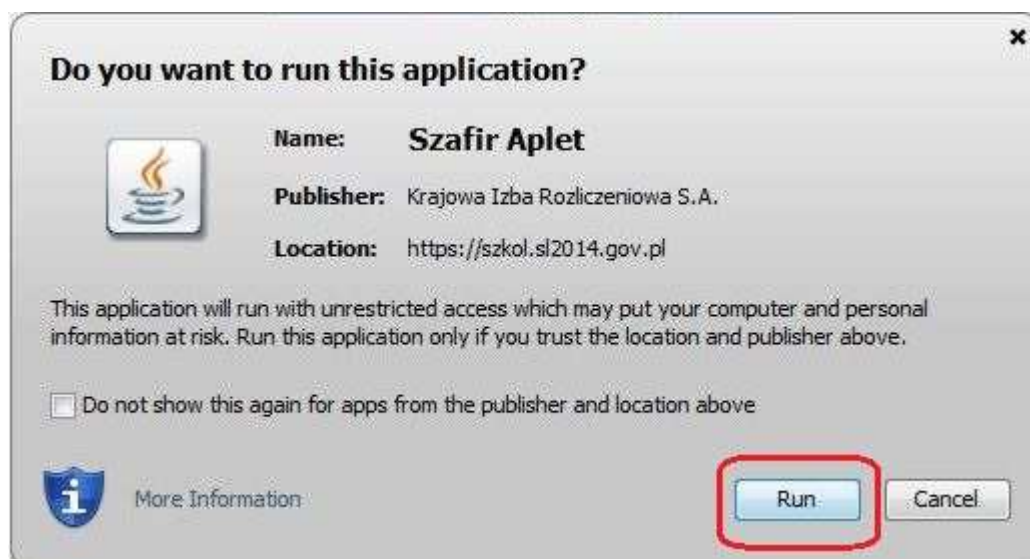 Do you want to run this application?
Name: Szafir Aplet
Publisher: Krajowa Izba Rozliczeniowa S.A.
Location: https://szkol.sl2014.gov.pl
This application will run with unrestricted access which may put your computer and personal
information at risk. Run this application only if you trust the location and publisher above.
Do not show this again for apps from the publisher and location above
More Information
Run Cancel